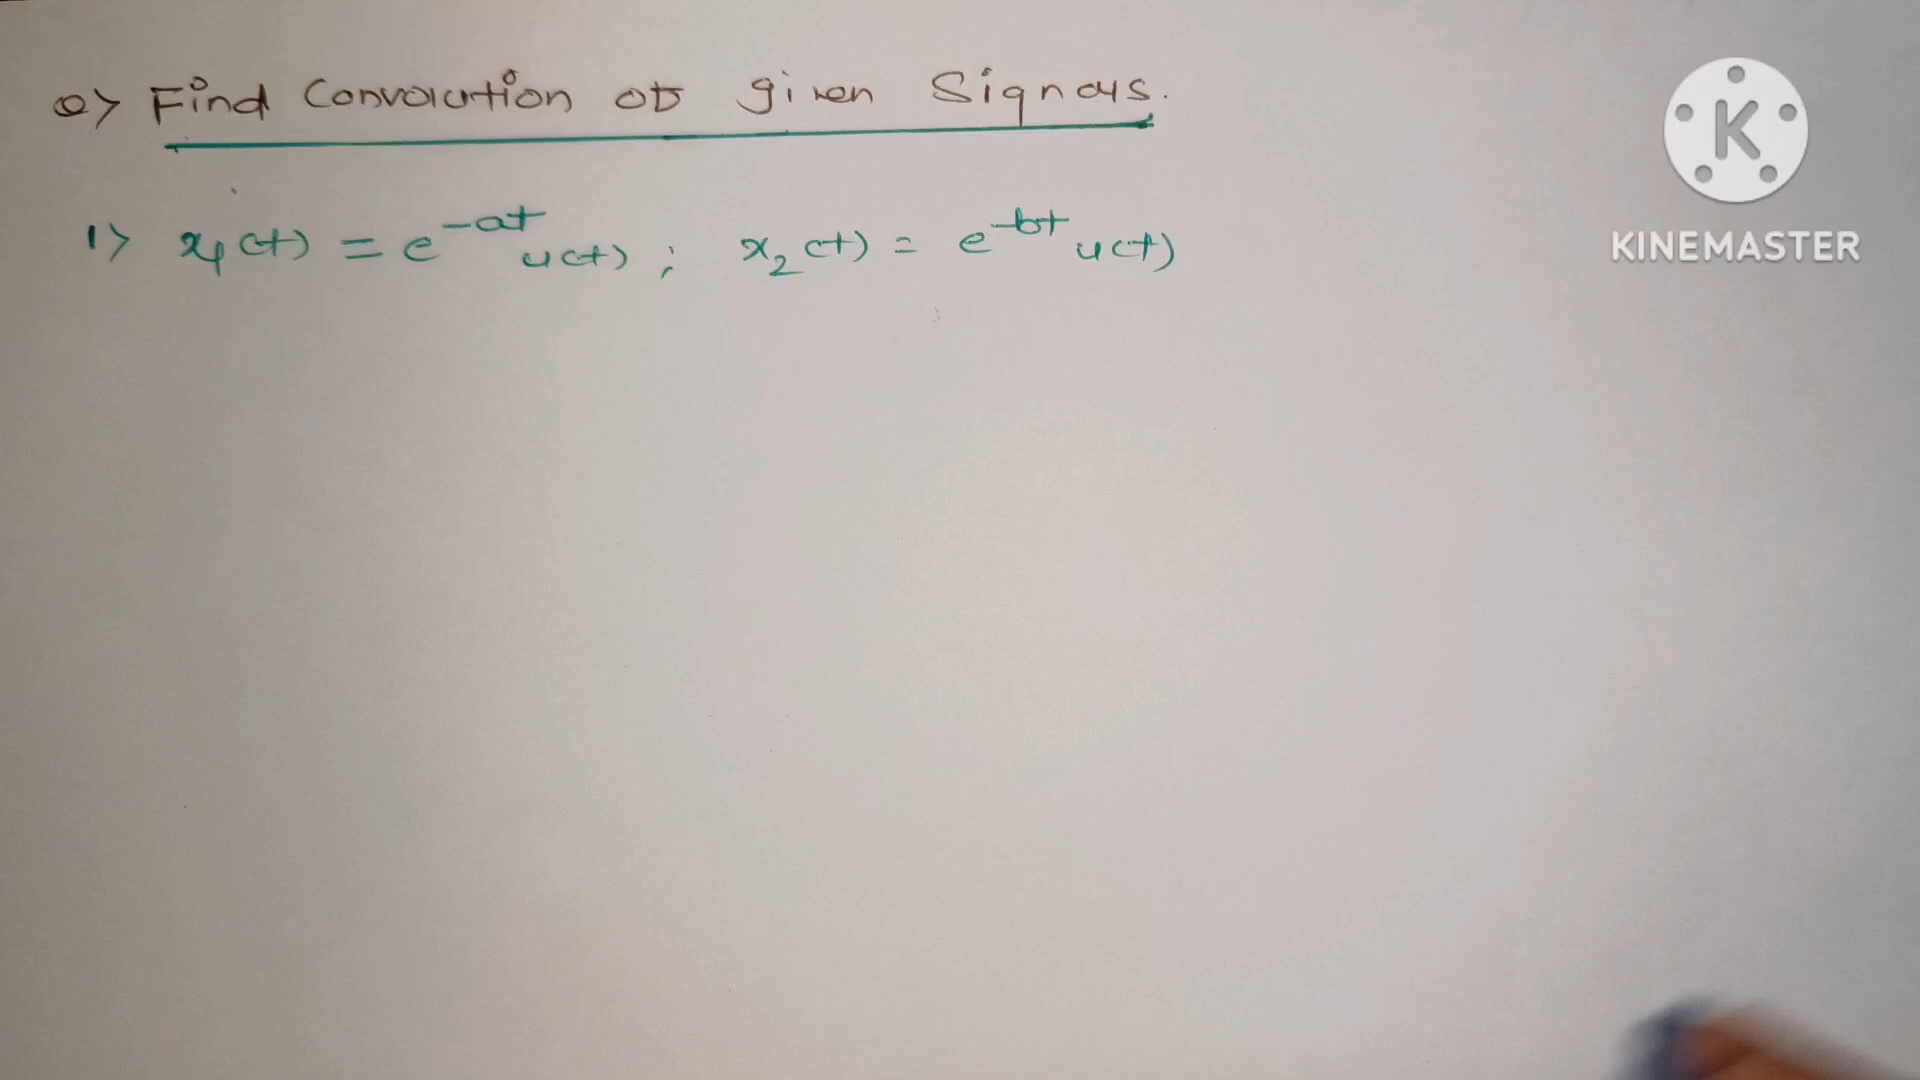 Q> Find Convolution of given Signals.
1> x₁(t) = e^-at u(t) ; x₂(t) = e^-bt u(t)
K
KINEMASTER